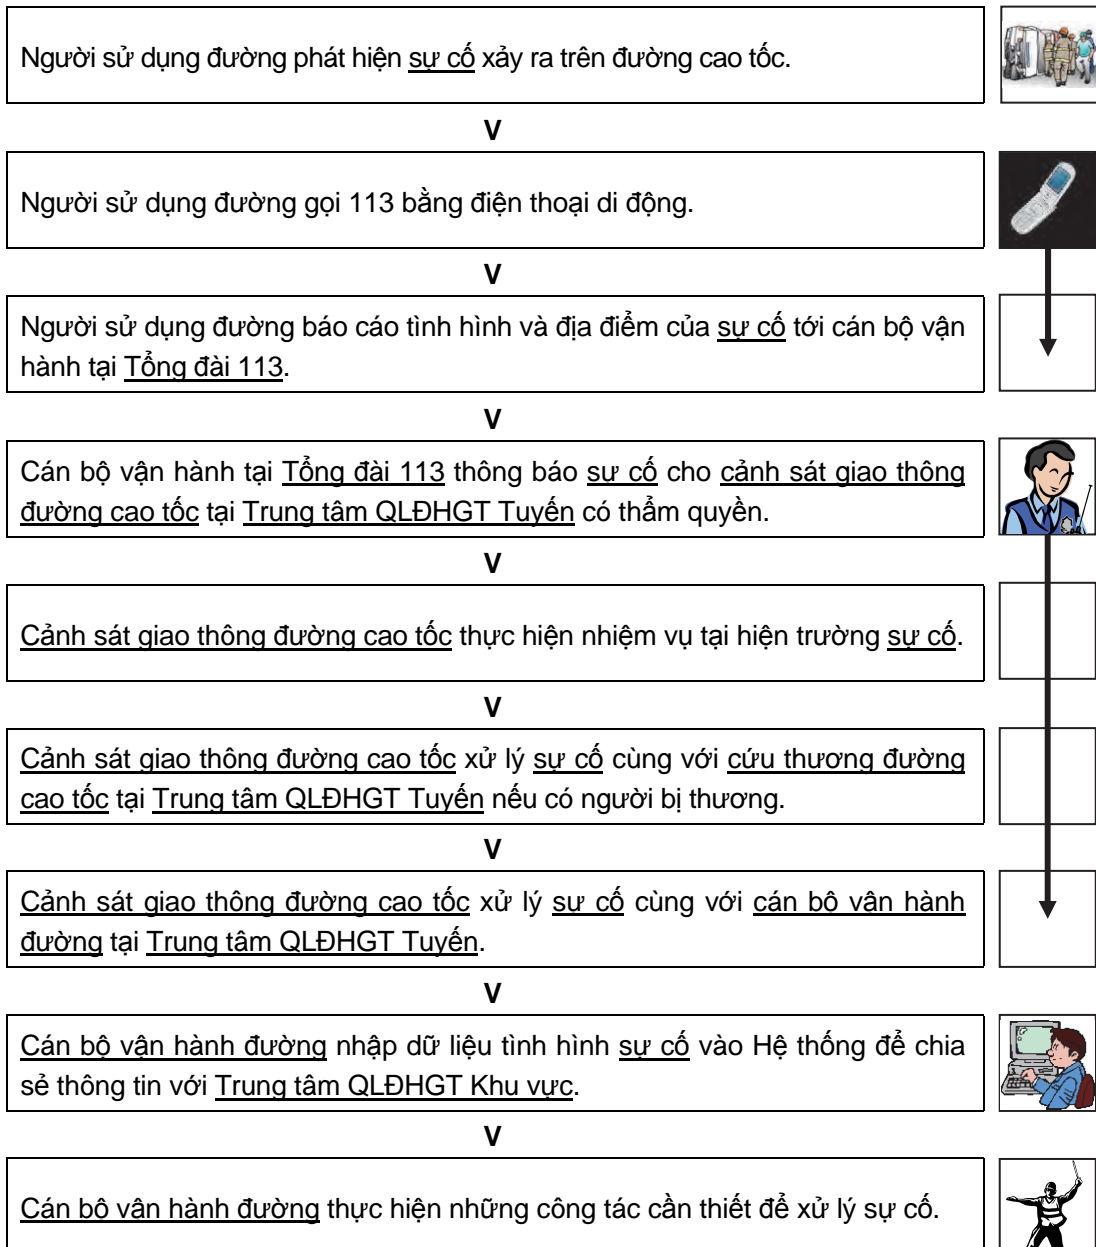 Người sử dụng đường phát hiện sự cố xảy ra trên đường cao tốc.
V
Người sử dụng đường gọi 113 bằng điện thoại di động.
V
Người sử dụng đường báo cáo tình hình và địa điểm của sự cố tới cán bộ vận
hành tại Tổng đài 113.
V
Cán bộ vận hành tại Tổng đài 113 thông báo sự cố cho cảnh sát giao thông
đường cao tốc tại Trung tâm QLĐHGT Tuyến có thẩm quyền.
V
Cảnh sát giao thông đường cao tốc thực hiện nhiệm vụ tại hiện trường sự cố.
V
Cảnh sát giao thông đường cao tốc xử lý sự cố cùng với cứu thương đường
cao tốc tại Trung tâm QLĐHGT Tuyến nếu có người bị thương.
V
Cảnh sát giao thông đường cao tốc xử lý sự cố cùng với cán bộ vận hành
đường tại Trung tâm QLĐHGT Tuyến.
V
Cán bộ vận hành đường nhập dữ liệu tình hình sự cố vào Hệ thống để chia
sẻ thông tin với Trung tâm QLĐHGT Khu vực.
V
Cán bộ vận hành đường thực hiện những công tác cần thiết để xử lý sự cố.